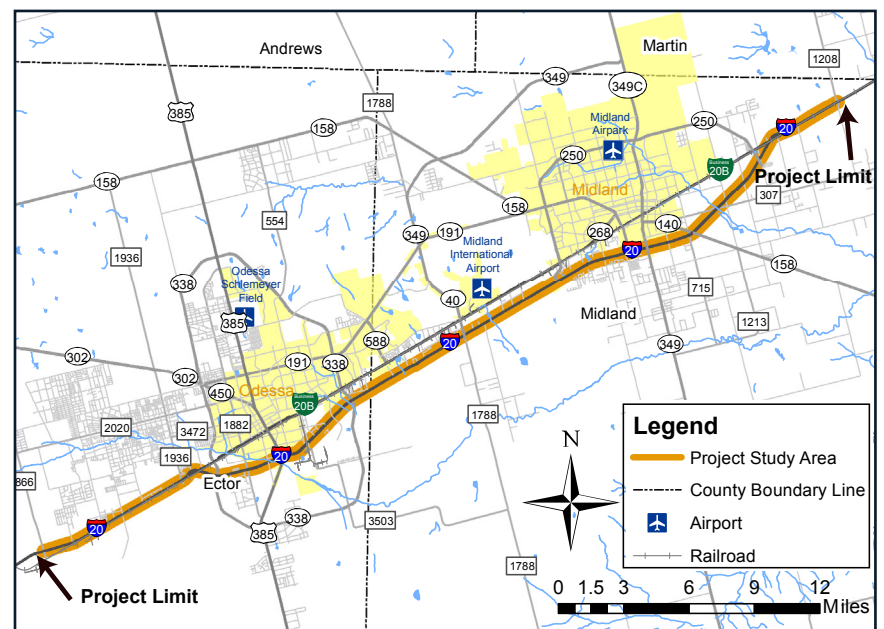 Andrews
Martin
1208
349
349C
385
1788
Midland
Airpark
250
20
158
250
Business
20B
Project Limit
158
Midland
307
554
158
349
191
268
140
1936
Midland
International
Airport
20
158
338
Odessa
Schlemeyer
Field
40
715
385
Midland
1213
588
20
302
191
338
349
302
Odessa
450
Business
20B
1788
2020
3472
1882
1936
20
866
Ector
20
338
385
3503
1788
Project Limit
N
Legend
Project Study Area
County Boundary Line
Airport
Railroad
0 1.5 3 6 9 12
Miles